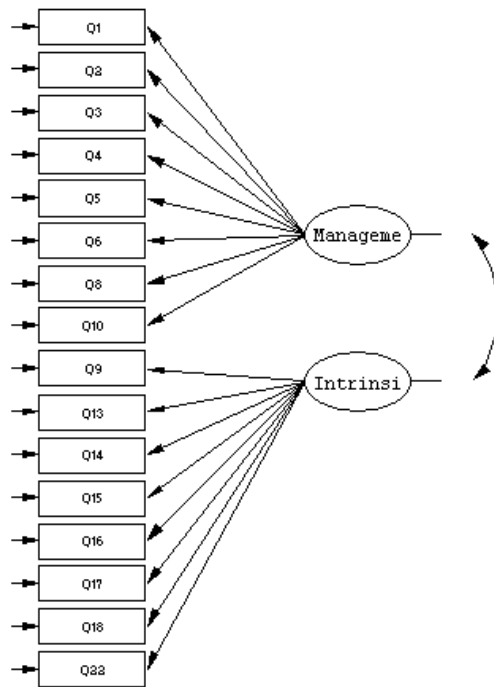 Q1
Q2
Q3
Q4
Q5
Q6
Q8
Q10
Q9
Q13
Q14
Q15
Q16
Q17
Q18
Q22
Manageme
Intrinsi